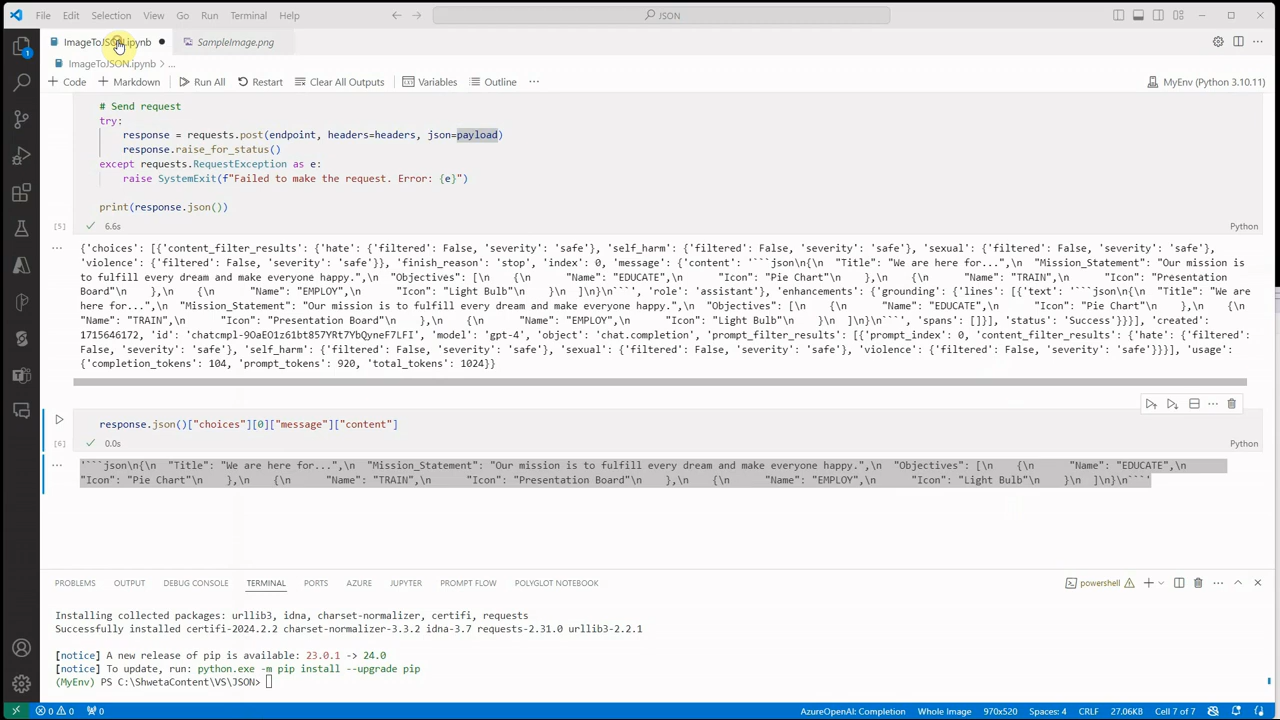 File Edit Selection View Go Run Terminal Help
JSON
ImageToJSON.ipynb
SampleImage.png
ImageToJSON.ipynb > ...
+ Code + Markdown Run All Restart Clear All Outputs Variables Outline ...
MyEnv (Python 3.10.11)
# Send request
try:
response = requests.post(endpoint, headers=headers, json=payload)
response.raise_for_status()
except requests.RequestException as e:
raise SystemExit(f"Failed to make the request. Error: {e}")
print(response.json())
[5] 6.6s Python
{'choices': [{'content_filter_results': {'hate': {'filtered': False, 'severity': 'safe'}, 'self_harm': {'filtered': False, 'severity': 'safe'}, 'sexual': {'filtered': False, 'severity': 'safe'},
'violence': {'filtered': False, 'severity': 'safe'}}, 'finish_reason': 'stop', 'index': 0, 'message': {'content': '```json\n{\n "Title": "We are here for...",\n "Mission_Statement": "Our mission is
to fulfill every dream and make everyone happy.",\n "Objectives": [\n {\n "Name": "EDUCATE",\n "Icon": "Pie Chart"\n },\n {\n "Name": "TRAIN",\n "Icon": "Presentation
Board"\n },\n {\n "Name": "EMPLOY",\n "Icon": "Light Bulb"\n }\n ]\n}\n```', 'role': 'assistant'}, 'enhancements': {'grounding': {'lines': [{'text': '```json\n{\n "Title": "We are
here for...",\n "Mission_Statement": "Our mission is to fulfill every dream and make everyone happy.",\n "Objectives": [\n {\n "Name": "EDUCATE",\n "Icon": "Pie Chart"\n },\n {\n
"Name": "TRAIN",\n "Icon": "Presentation Board"\n },\n {\n "Name": "EMPLOY",\n "Icon": "Light Bulb"\n }\n ]\n}\n```', 'spans': []}], 'status': 'Success'}}}], 'created':
1715646172, 'id': 'chatcmpl-9OaEO1z61bt857YRt7YbQyneF7LFI', 'model': 'gpt-4', 'object': 'chat.completion', 'prompt_filter_results': [{'prompt_index': 0, 'content_filter_results': {'hate': {'filtered':
False, 'severity': 'safe'}, 'self_harm': {'filtered': False, 'severity': 'safe'}, 'sexual': {'filtered': False, 'severity': 'safe'}, 'violence': {'filtered': False, 'severity': 'safe'}}}], 'usage':
{'completion_tokens': 104, 'prompt_tokens': 920, 'total_tokens': 1024}}
response.json()["choices"][0]["message"]["content"]
[6] 0.0s Python
'```json\n{\n "Title": "We are here for...",\n "Mission_Statement": "Our mission is to fulfill every dream and make everyone happy.",\n "Objectives": [\n {\n "Name": "EDUCATE",\n
"Icon": "Pie Chart"\n },\n {\n "Name": "TRAIN",\n "Icon": "Presentation Board"\n },\n {\n "Name": "EMPLOY",\n "Icon": "Light Bulb"\n }\n ]\n}\n```'
PROBLEMS OUTPUT DEBUG CONSOLE TERMINAL PORTS AZURE JUPYTER PROMPT FLOW POLYGLOT NOTEBOOK
powershell
Installing collected packages: urllib3, idna, charset-normalizer, certifi, requests
Successfully installed certifi-2024.2.2 charset-normalizer-3.3.2 idna-3.7 requests-2.31.0 urllib3-2.2.1
[notice] A new release of pip is available: 23.0.1 -> 24.0
[notice] To update, run: python.exe -m pip install --upgrade pip
(MyEnv) PS C:\ShwetaContent\VS\JSON>
0 0 0 AzureOpenAI: Completion Whole Image 970x520 Spaces: 4 CRLF 27.06KB Cell 7 of 7